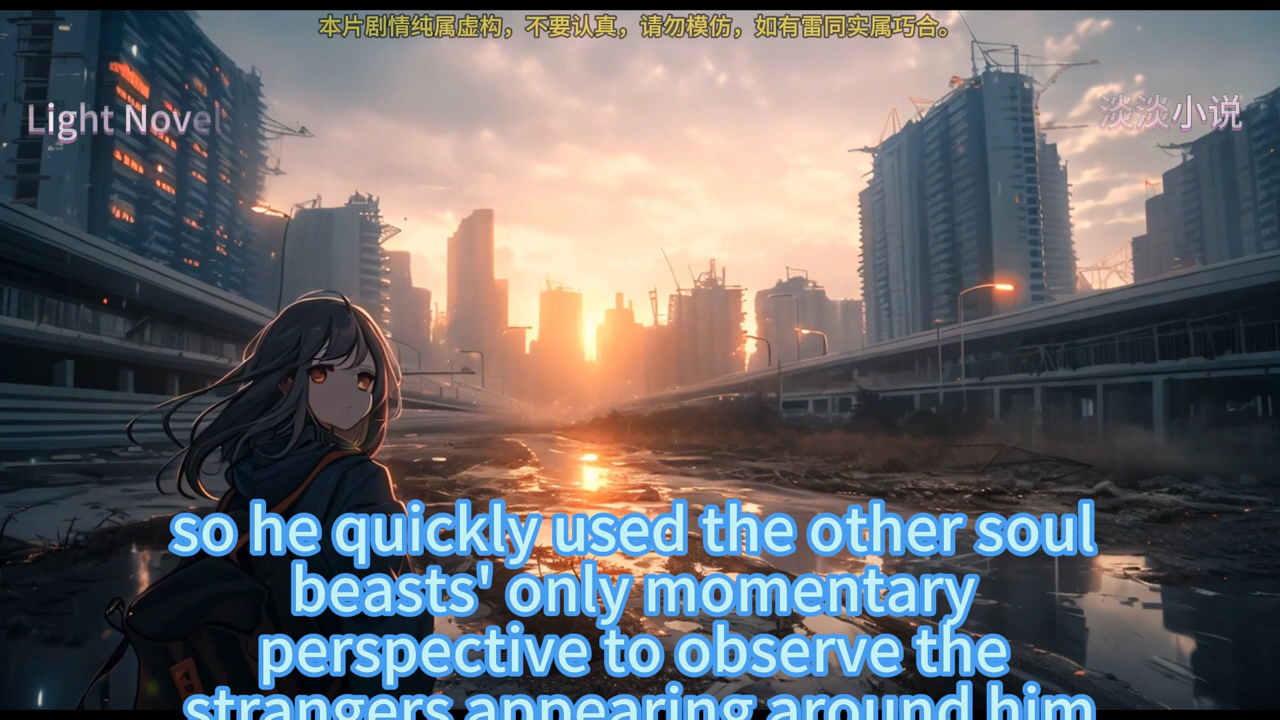 本片剧情纯属虚构，不要认真，请勿模仿，如有雷同实属巧合。
Light Novel
淡淡小说
so he quickly used the other soul
beasts' only momentary
perspective to observe the
strangers appearing around him